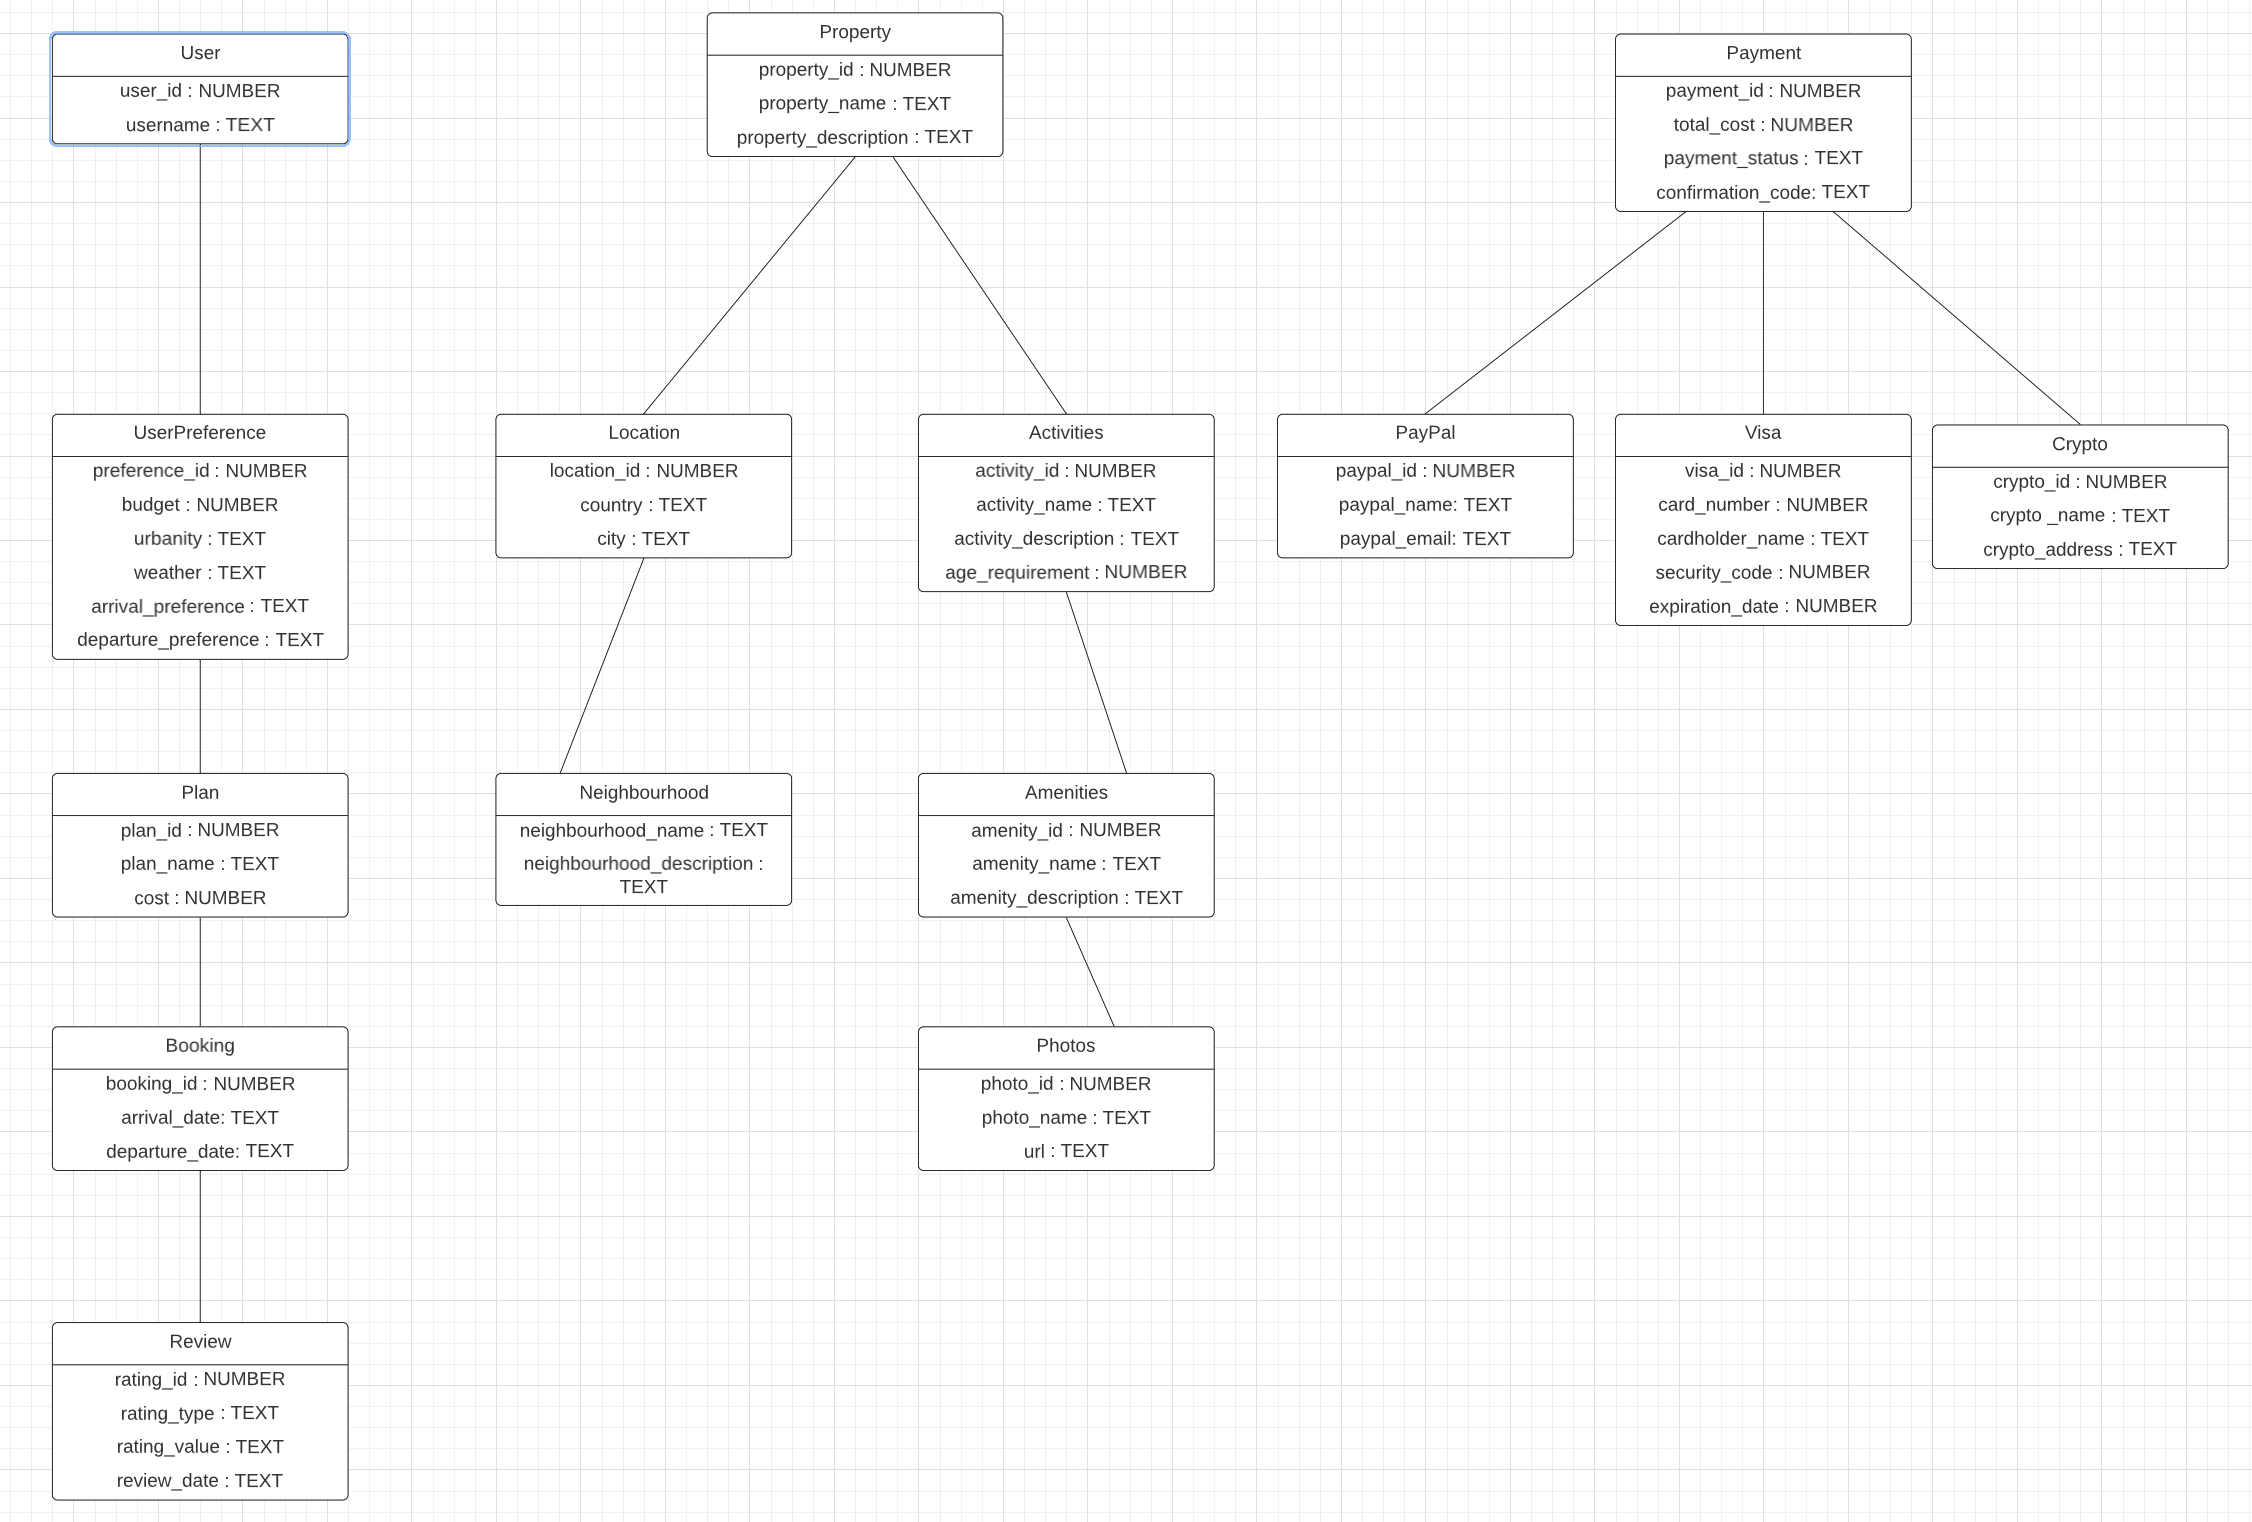 User
user_id : NUMBER
username : TEXT
Property
property_id : NUMBER
property_name : TEXT
property_description : TEXT
Payment
payment_id : NUMBER
total_cost : NUMBER
payment_status : TEXT
confirmation_code: TEXT
UserPreference
preference_id : NUMBER
budget : NUMBER
urbanity : TEXT
weather : TEXT
arrival_preference : TEXT
departure_preference : TEXT
Location
location_id : NUMBER
country : TEXT
city : TEXT
Activities
activity_id : NUMBER
activity_name : TEXT
activity_description : TEXT
age_requirement : NUMBER
PayPal
paypal_id : NUMBER
paypal_name: TEXT
paypal_email: TEXT
Visa
visa_id : NUMBER
card_number : NUMBER
cardholder_name : TEXT
security_code : NUMBER
expiration_date : NUMBER
Crypto
crypto_id : NUMBER
crypto _name : TEXT
crypto_address : TEXT
Plan
plan_id : NUMBER
plan_name : TEXT
cost : NUMBER
Neighbourhood
neighbourhood_name : TEXT
neighbourhood_description :
TEXT
Amenities
amenity_id : NUMBER
amenity_name : TEXT
amenity_description : TEXT
Booking
booking_id : NUMBER
arrival_date: TEXT
departure_date: TEXT
Photos
photo_id : NUMBER
photo_name : TEXT
url : TEXT
Review
rating_id : NUMBER
rating_type : TEXT
rating_value : TEXT
review_date : TEXT